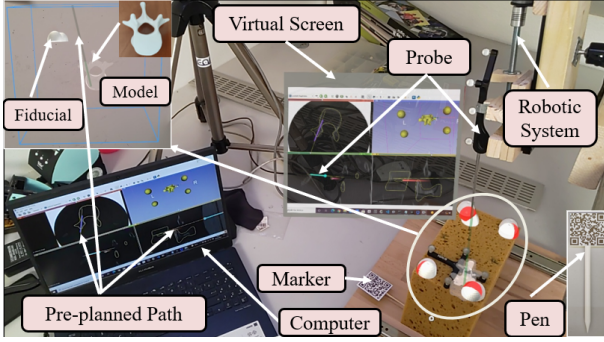 Virtual Screen
Probe
Fiducial
Model
Robotic
System
Marker
Pre-planned Path
Computer
Pen